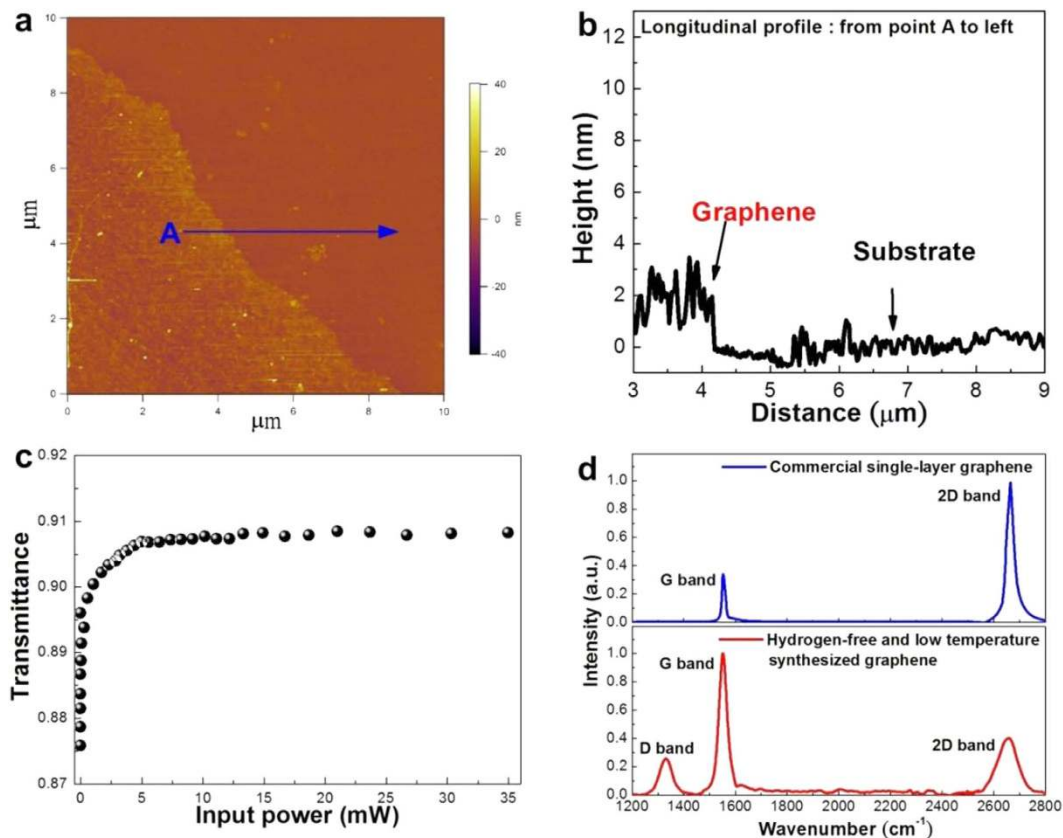 a
10
8
6
4
2
0
μm
0
2
4
6
8
10
μm
A
40
20
0
-20
-40
nm
b
Longitudinal profile : from point A to left
12
10
8
6
4
2
0
Height (nm)
Graphene
Substrate
3
4
5
6
7
8
9
Distance (μm)
c
0.92
0.91
0.90
0.89
0.88
0.87
Transmittance
0
5
10
15
20
25
30
35
Input power (mW)
d
Commercial single-layer graphene
1.0
0.8
0.6
0.4
0.2
0.0
G band
2D band
Intensity (a.u.)
Hydrogen-free and low temperature
synthesized graphene
1.0
0.8
0.6
0.4
0.2
0.0
D band
G band
2D band
1200
1400
1600
1800
2000
2200
2400
2600
2800
Wavenumber (cm⁻¹)